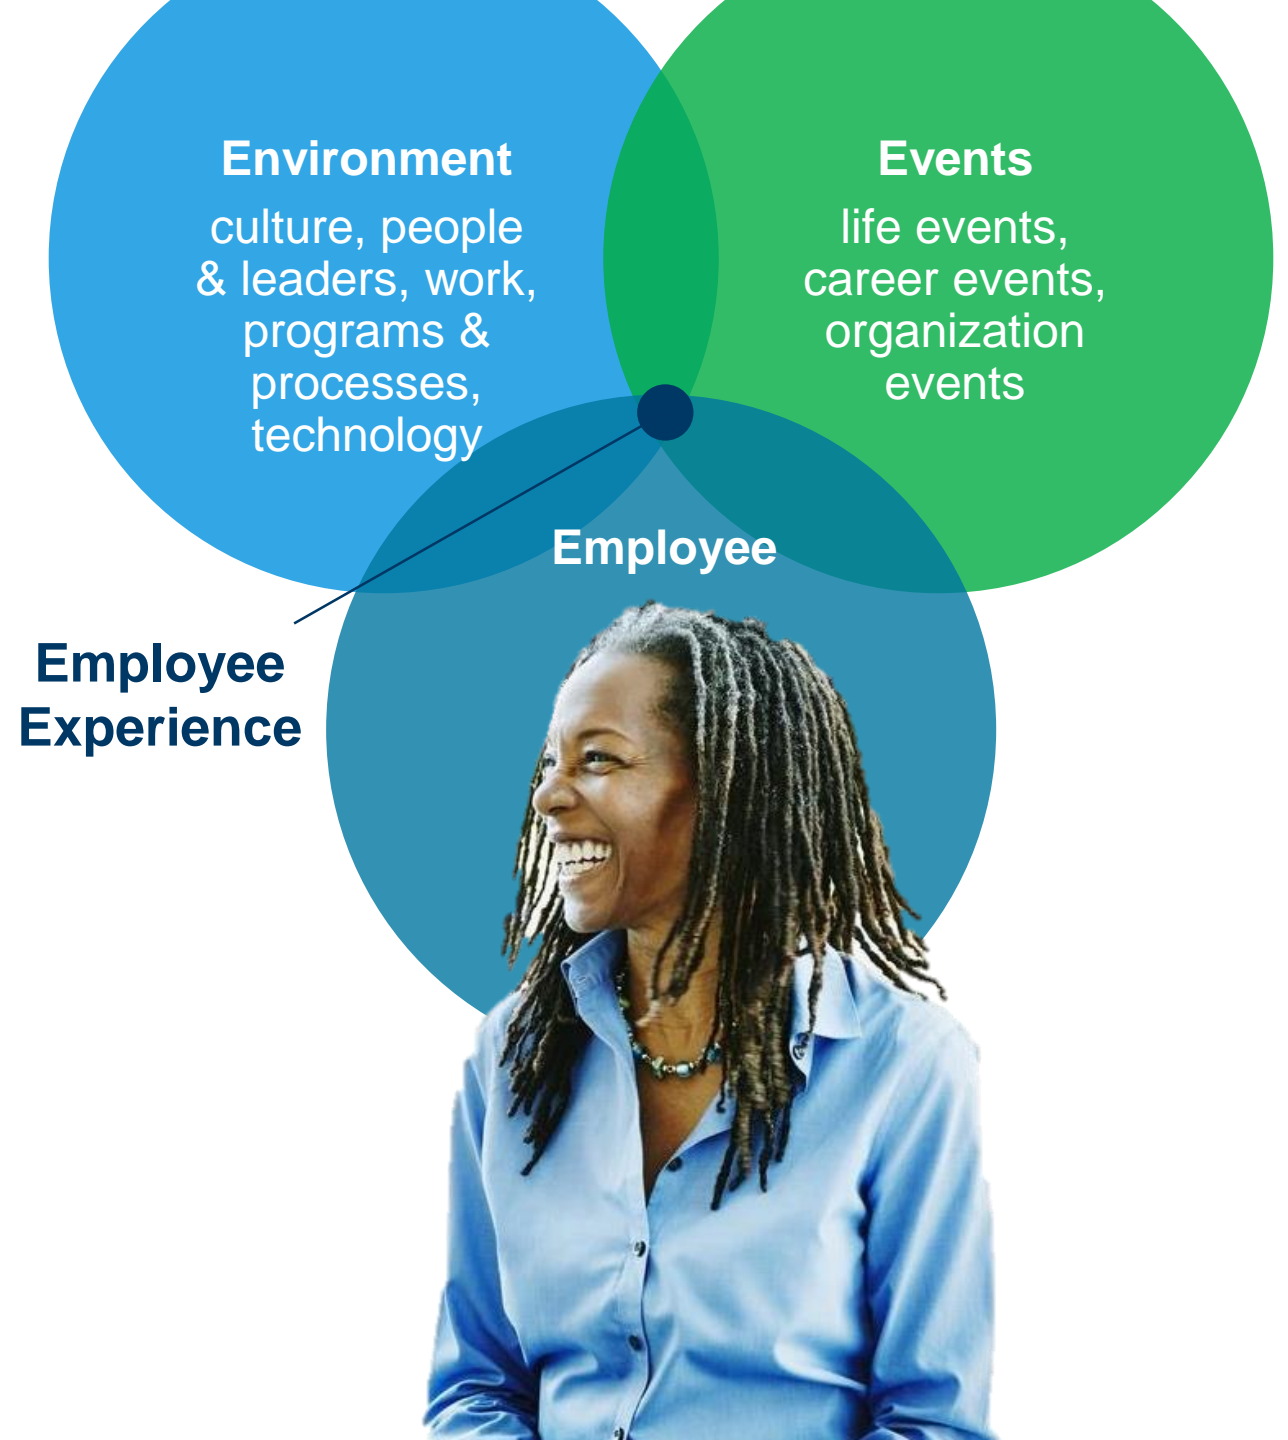 Environment
culture, people
& leaders, work,
programs &
processes,
technology
Events
life events,
career events,
organization
events
Employee
Employee
Experience